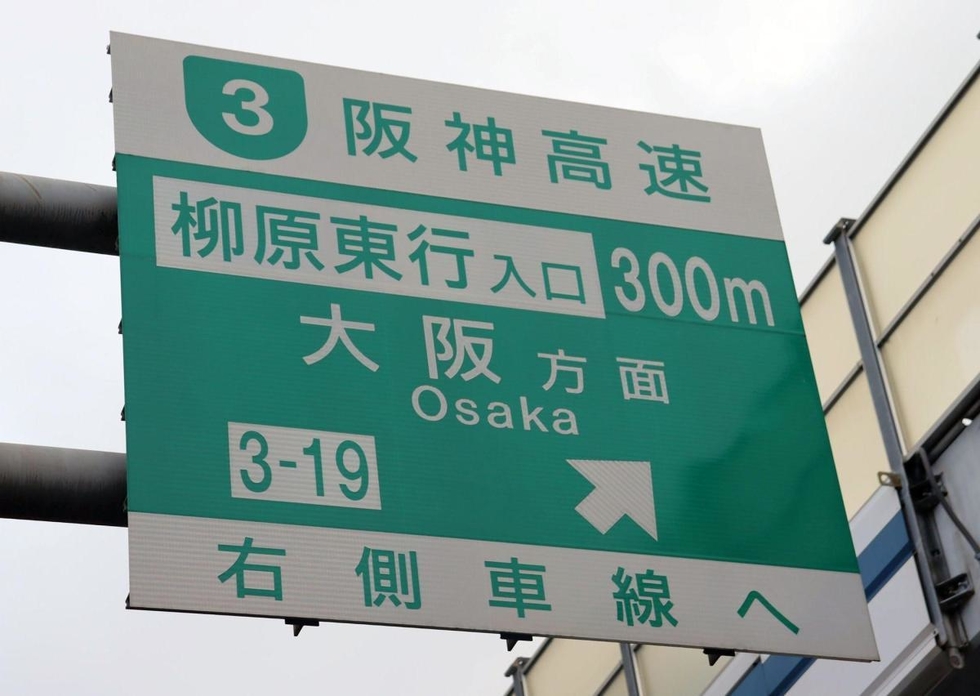 3 阪神高速
柳原東行入口 300m
大阪方面
Osaka
3-19
右側車線へ